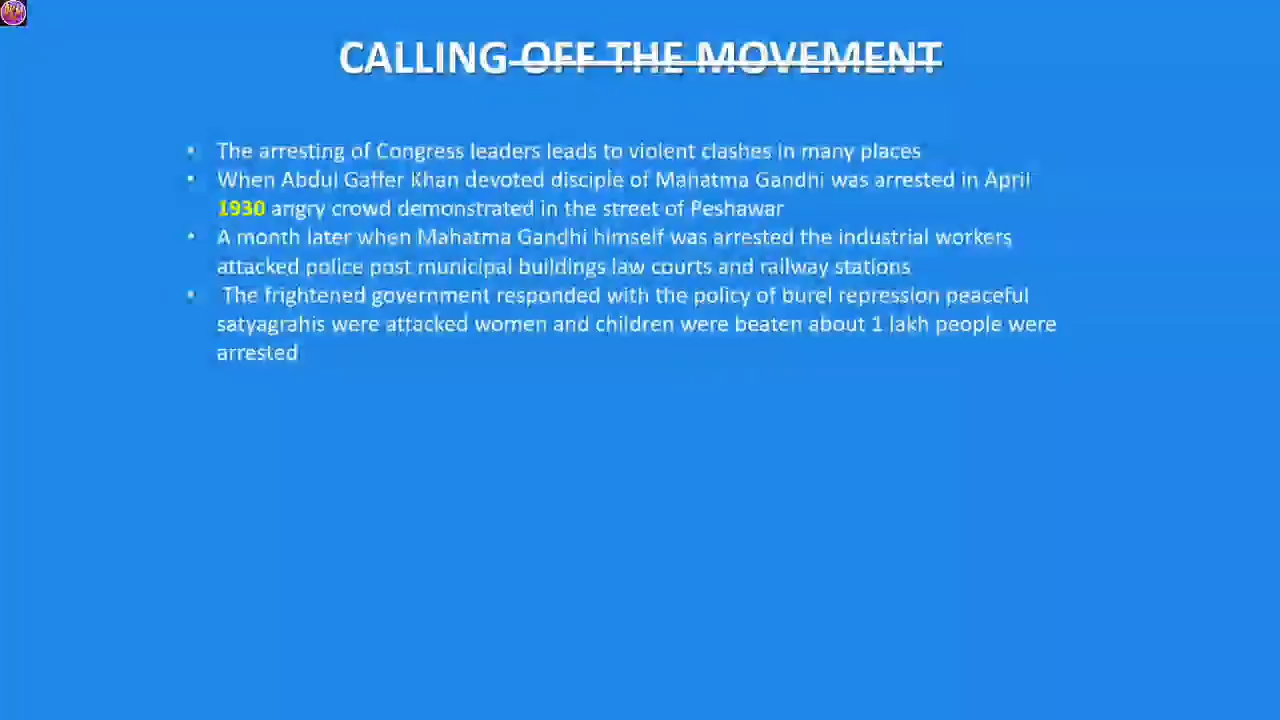 CALLING OFF THE MOVEMENT
• The arresting of Congress leaders leads to violent clashes in many places
• When Abdul Gaffer Khan devoted disciple of Mahatma Gandhi was arrested in April
1930 angry crowd demonstrated in the street of Peshawar
• A month later when Mahatma Gandhi himself was arrested the industrial workers
attacked police post municipal buildings law courts and railway stations
• The frightened government responded with the policy of burel repression peaceful
satyagrahis were attacked women and children were beaten about 1 lakh people were
arrested